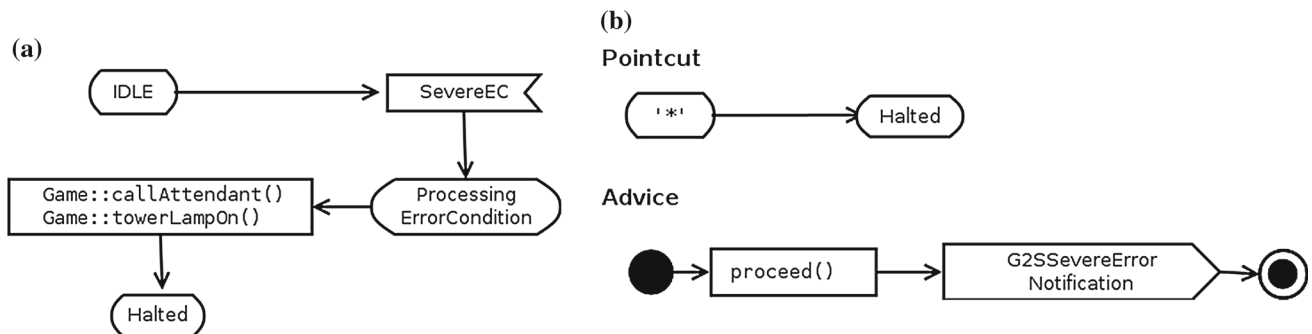 (a)
IDLE
SevereEC
Game::callAttendant()
Game::towerLampOn()
Processing
ErrorCondition
Halted
(b)
Pointcut
'*'
Halted
Advice
proceed()
G2SSevereError
Notification